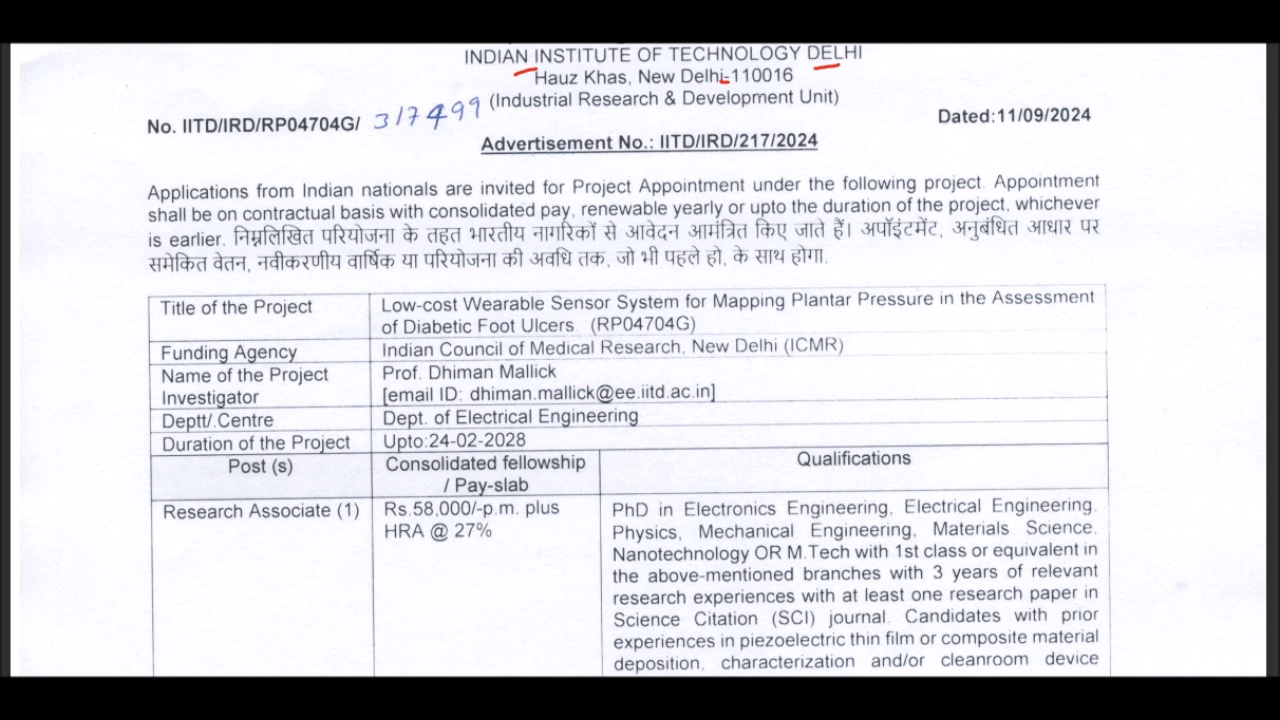 INDIAN INSTITUTE OF TECHNOLOGY DELHI
Hauz Khas, New Delhi-110016
(Industrial Research & Development Unit)
No. IITD/IRD/RP04704G/ 317499
Dated:11/09/2024
Advertisement No.: IITD/IRD/217/2024
Applications from Indian nationals are invited for Project Appointment under the following project. Appointment
shall be on contractual basis with consolidated pay, renewable yearly or upto the duration of the project, whichever
is earlier. निम्नलिखित परियोजना के तहत भारतीय नागरिकों से आवेदन आमंत्रित किए जाते हैं। अपॉइंटमेंट, अनुबंधित आधार पर
समेकित वेतन, नवीकरणीय वार्षिक या परियोजना की अवधि तक, जो भी पहले हो, के साथ होगा.
Title of the Project
Low-cost Wearable Sensor System for Mapping Plantar Pressure in the Assessment
of Diabetic Foot Ulcers. (RP04704G)
Funding Agency
Indian Council of Medical Research, New Delhi (ICMR)
Name of the Project
Investigator
Prof. Dhiman Mallick
[email ID: dhiman.mallick@ee.iitd.ac.in]
Deptt/.Centre
Dept. of Electrical Engineering
Duration of the Project
Upto:24-02-2028
Post (s)
Consolidated fellowship
/ Pay-slab
Qualifications
Research Associate (1)
Rs.58,000/-p.m. plus
HRA @ 27%
PhD in Electronics Engineering, Electrical Engineering,
Physics, Mechanical Engineering, Materials Science,
Nanotechnology OR M.Tech with 1st class or equivalent in
the above-mentioned branches with 3 years of relevant
research experiences with at least one research paper in
Science Citation (SCI) journal. Candidates with prior
experiences in piezoelectric thin film or composite material
deposition, characterization and/or cleanroom device